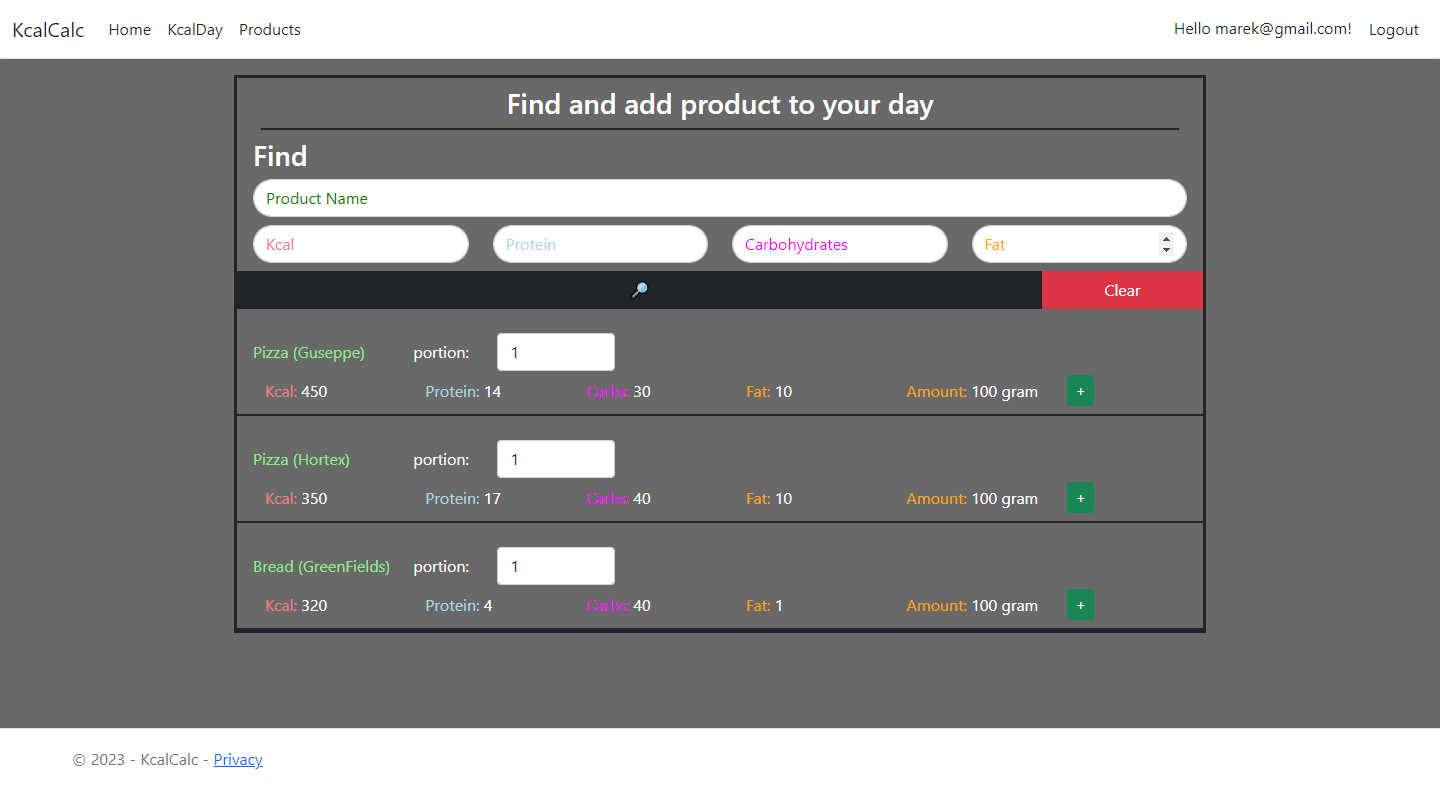 KcalCalc Home KcalDay Products Hello marek@gmail.com! Logout
Find and add product to your day
Find
Product Name
Kcal Protein Carbohydrates Fat
Clear
Pizza (Guseppe) portion: 1
Kcal: 450 Protein: 14 Carbs: 30 Fat: 10 Amount: 100 gram +
Pizza (Hortex) portion: 1
Kcal: 350 Protein: 17 Carbs: 40 Fat: 10 Amount: 100 gram +
Bread (GreenFields) portion: 1
Kcal: 320 Protein: 4 Carbs: 40 Fat: 1 Amount: 100 gram +
© 2023 - KcalCalc - Privacy